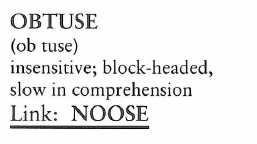 OBTUSE
(ob tuse)
insensitive; block-headed,
slow in comprehension
Link: NOOSE